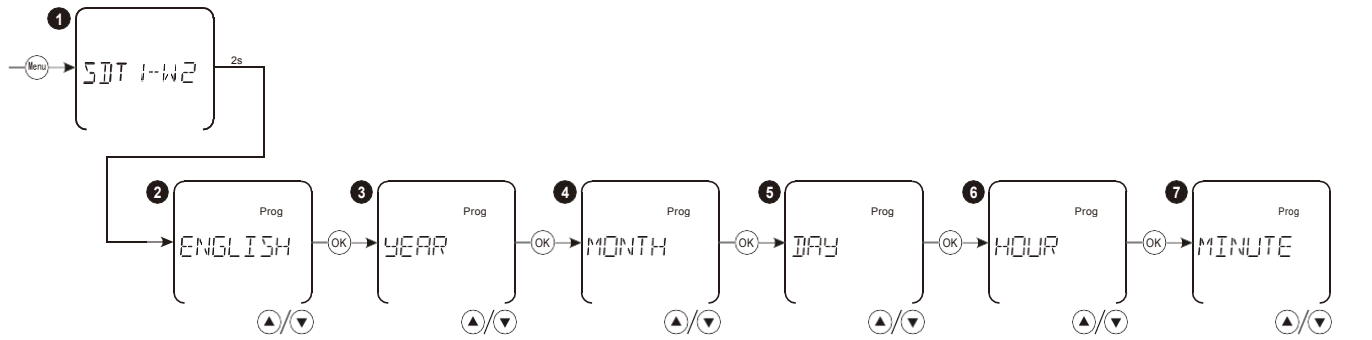 1
Menu
SDT 1-W2
2s
2 3 4 5 6 7
Prog Prog Prog Prog Prog Prog
ENGLISH OK YEAR OK MONTH OK DAY OK HOUR OK MINUTE
/ / / / / /